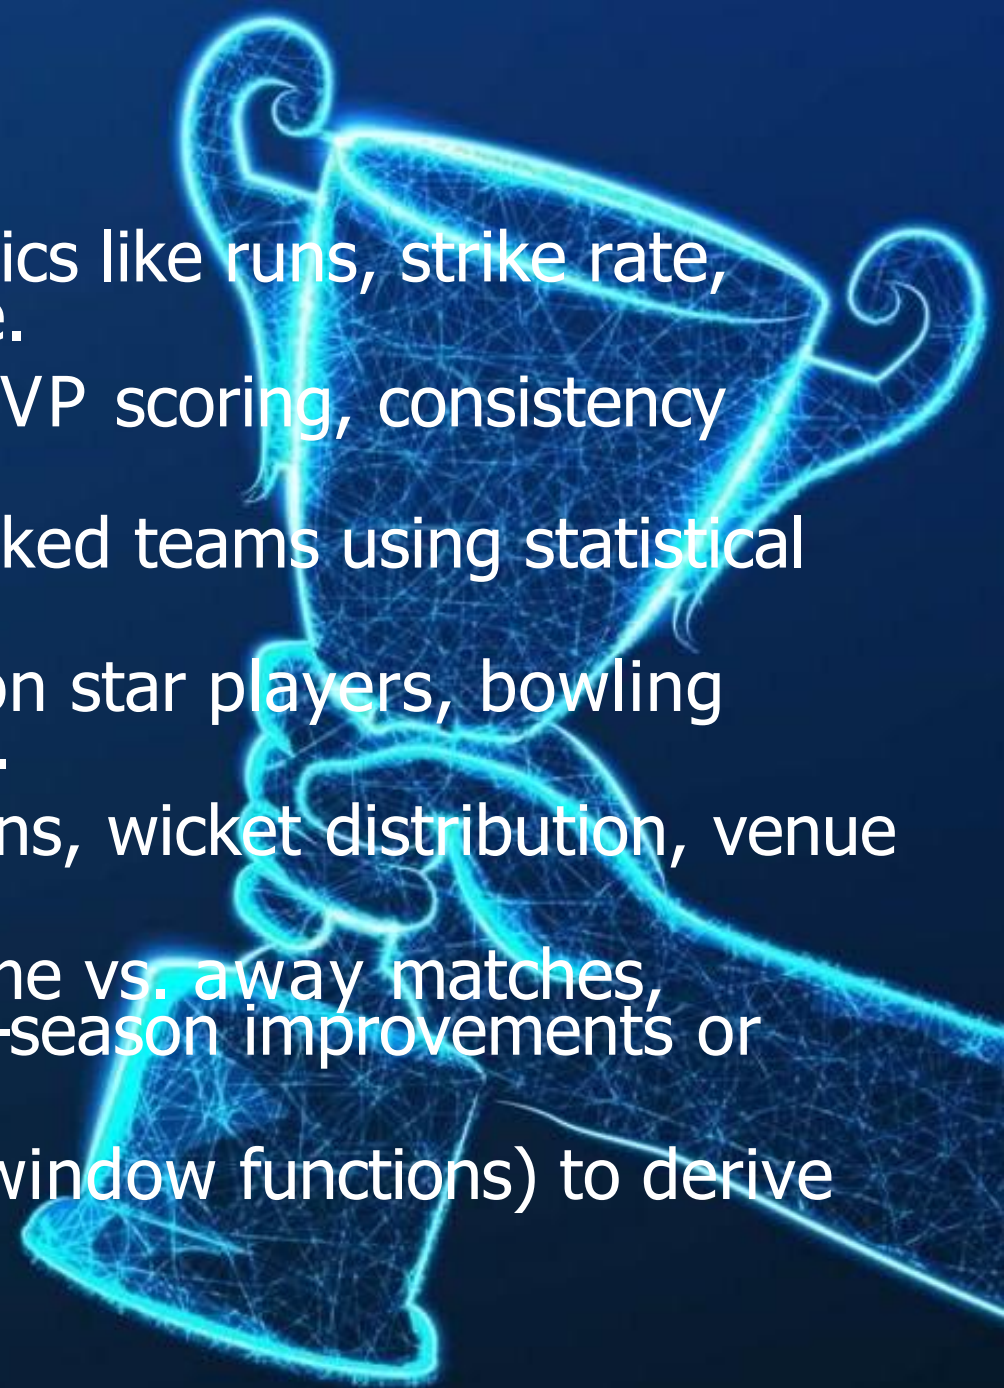 ics like runs, strike rate,
e.
VP scoring, consistency
ked teams using statistical
on star players, bowling
.
ns, wicket distribution, venue
ne vs. away matches,
-season improvements or
window functions) to derive